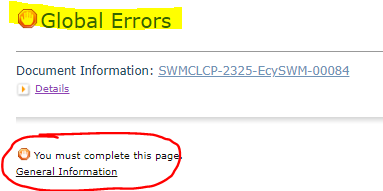 Global Errors
Document Information: SWMCLCP-2325-EcySWM-00084
Details
You must complete this page.
General Information